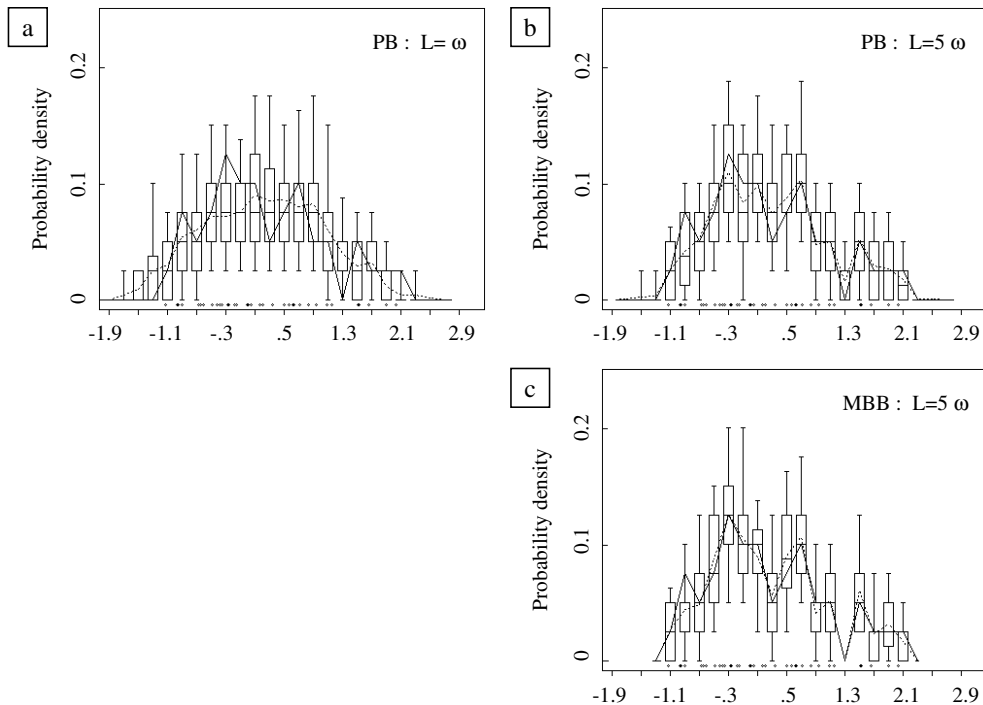 a
PB : L= ω
Probability density
0.2
0.1
0
-1.9 -1.1 -.3 .5 1.3 2.1 2.9
b
PB : L=5 ω
Probability density
0.2
0.1
0
-1.9 -1.1 -.3 .5 1.3 2.1 2.9
c
MBB : L=5 ω
Probability density
0.2
0.1
0
-1.9 -1.1 -.3 .5 1.3 2.1 2.9